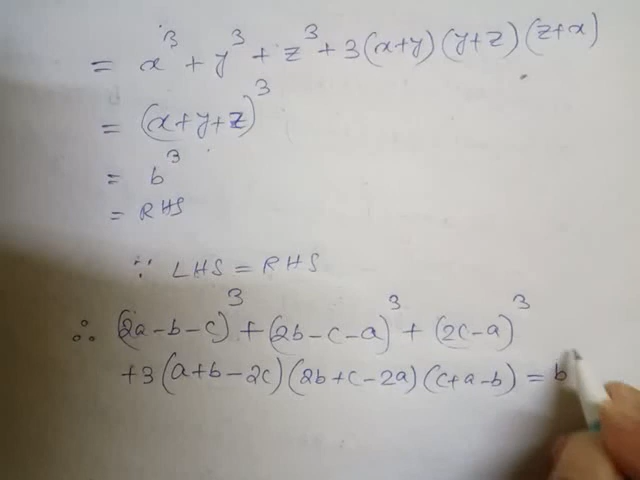 = x³ + y³ + z³ + 3(x+y)(y+z)(z+x)
= (x+y+z)³
= b³
= RHS
∵ LHS = RHS
∴ (2a-b-c)³ + (2b-c-a)³ + (2c-a)³
+3(a+b-2c)(2b+c-2a)(c+a-b) = b